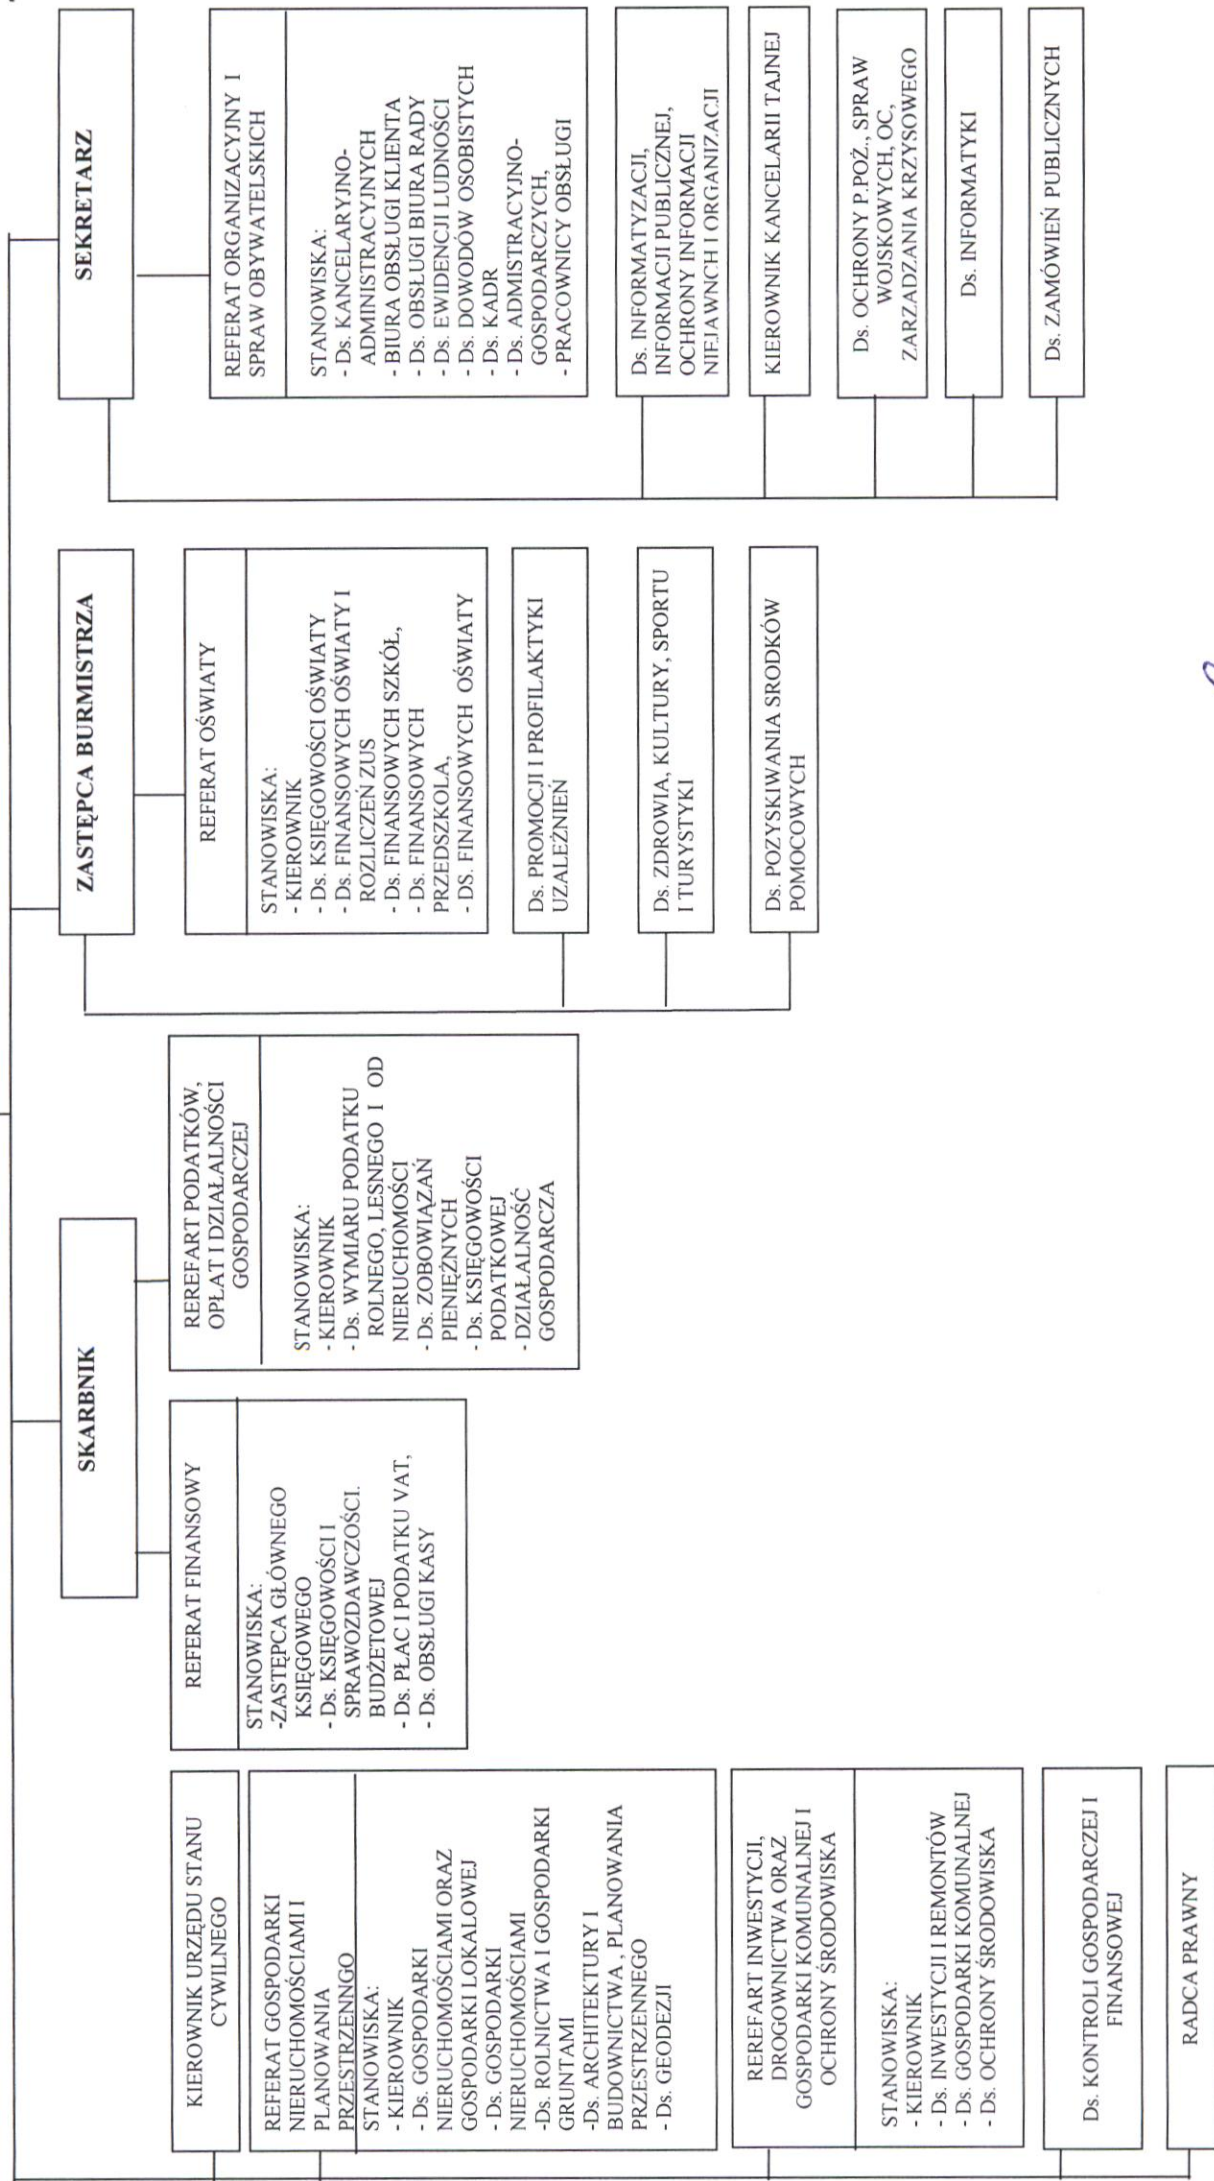 KIEROWNIK URZĘDU STANU
CYWILNEGO
REFERAT GOSPODARKI
NIERUCHOMOŚCIAMI I
PLANOWANIA
PRZESTRZENNGO
STANOWISKA:
- KIEROWNIK
- Ds. GOSPODARKI
NIERUCHOMOŚCIAMI ORAZ
GOSPODARKI LOKALOWEJ
- Ds. GOSPODARKI
NIERUCHOMOŚCIAMI
-Ds. ROLNICTWA I GOSPODARKI
GRUNTAMI
-Ds. ARCHITEKTURY I
BUDOWNICTWA , PLANOWANIA
PRZESTRZENNEGO
- Ds. GEODEZJI
REREFART INWESTYCJI,
DROGOWNICTWA ORAZ
GOSPODARKI KOMUNALNEJ I
OCHRONY ŚRODOWISKA
STANOWISKA:
- KIEROWNIK
- Ds. INWESTYCJI I REMONTÓW
- Ds. GOSPODARKI KOMUNALNEJ
- Ds. OCHRONY ŚRODOWISKA
Ds. KONTROLI GOSPODARCZEJ I
FINANSOWEJ
RADCA PRAWNY
SKARBNIK
REFERAT FINANSOWY
STANOWISKA:
-ZASTĘPCA GŁÓWNEGO
KSIĘGOWEGO
- Ds. KSIĘGOWOŚCI I
SPRAWOZDAWCZOŚCI.
BUDŻETOWEJ
- Ds. PŁAC I PODATKU VAT,
- Ds. OBSŁUGI KASY
REREFART PODATKÓW,
OPŁAT I DZIAŁALNOŚCI
GOSPODARCZEJ
STANOWISKA:
- KIEROWNIK
-Ds. WYMIARU PODATKU
ROLNEGO, LESNEGO I OD
NIERUCHOMOŚCI
- Ds. ZOBOWIĄZAŃ
PIENIĘŻNYCH
-Ds. KSIĘGOWOŚCI
PODATKOWEJ
- DZIAŁALNOŚĆ
GOSPODARCZA
ZASTĘPCA BURMISTRZA
REFERAT OŚWIATY
STANOWISKA:
- KIEROWNIK
- Ds. KSIĘGOWOŚCI OŚWIATY
- Ds. FINANSOWYCH OŚWIATY I
ROZLICZEŃ ZUS
- Ds. FINANSOWYCH SZKÓŁ,
- Ds. FINANSOWYCH
PRZEDSZKOLA,
- DS. FINANSOWYCH OŚWIATY
Ds. PROMOCJI I PROFILAKTYKI
UZALEŻNIEŃ
Ds. ZDROWIA, KULTURY, SPORTU
I TURYSTYKI
Ds. POZYSKIWANIA SRODKÓW
POMOCOWYCH
SEKRETARZ
REFERAT ORGANIZACYJNY I
SPRAW OBYWATELSKICH
STANOWISKA:
- Ds. KANCELARYJNO-
ADMINISTRACYJNYCH
- BIURA OBSŁUGI KLIENTA
- Ds. OBSŁUGI BIURA RADY
- Ds. EWIDENCJI LUDNOŚCI
- Ds. DOWODÓW OSOBISTYCH
- Ds. KADR
- Ds. ADMISTRACYJNO-
GOSPODARCZYCH,
- PRACOWNICY OBSŁUGI
Ds. INFORMATYZACJI,
INFORMACJI PUBLICZNEJ,
OCHRONY INFORMACJI
NIEJAWNCH I ORGANIZACJI
KIEROWNIK KANCELARII TAJNEJ
Ds. OCHRONY P.POŻ., SPRAW
WOJSKOWYCH, OC,
ZARZADZANIA KRZYSOWEGO
Ds. INFORMATYKI
Ds. ZAMÓWIEŃ PUBLICZNYCH